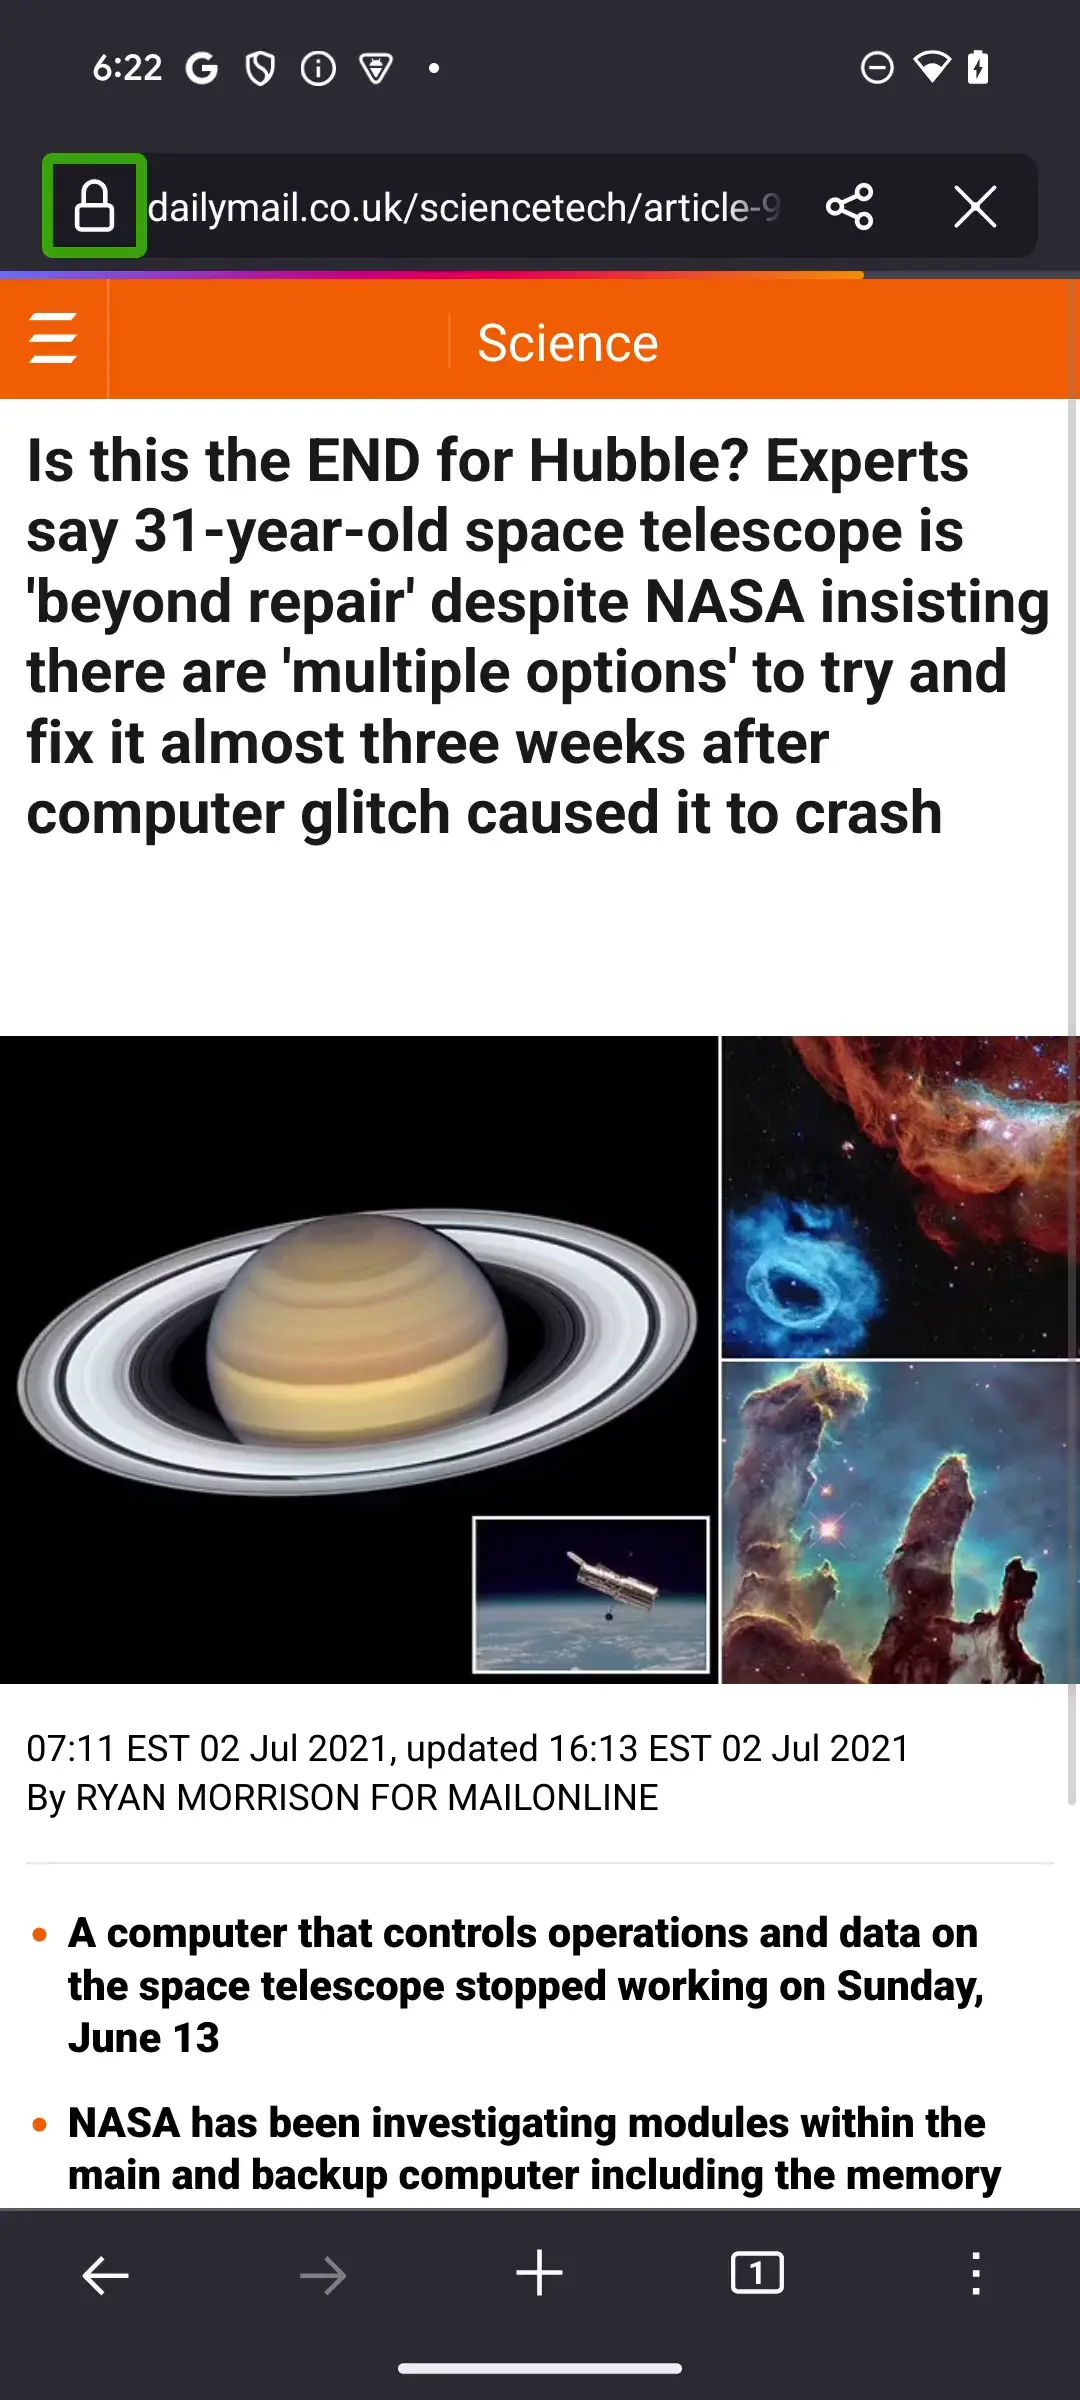 6:22
dailymail.co.uk/sciencetech/article-9
Science
Is this the END for Hubble? Experts
say 31-year-old space telescope is
'beyond repair' despite NASA insisting
there are 'multiple options' to try and
fix it almost three weeks after
computer glitch caused it to crash
07:11 EST 02 Jul 2021, updated 16:13 EST 02 Jul 2021
By RYAN MORRISON FOR MAILONLINE
• A computer that controls operations and data on
the space telescope stopped working on Sunday,
June 13
• NASA has been investigating modules within the
main and backup computer including the memory
1